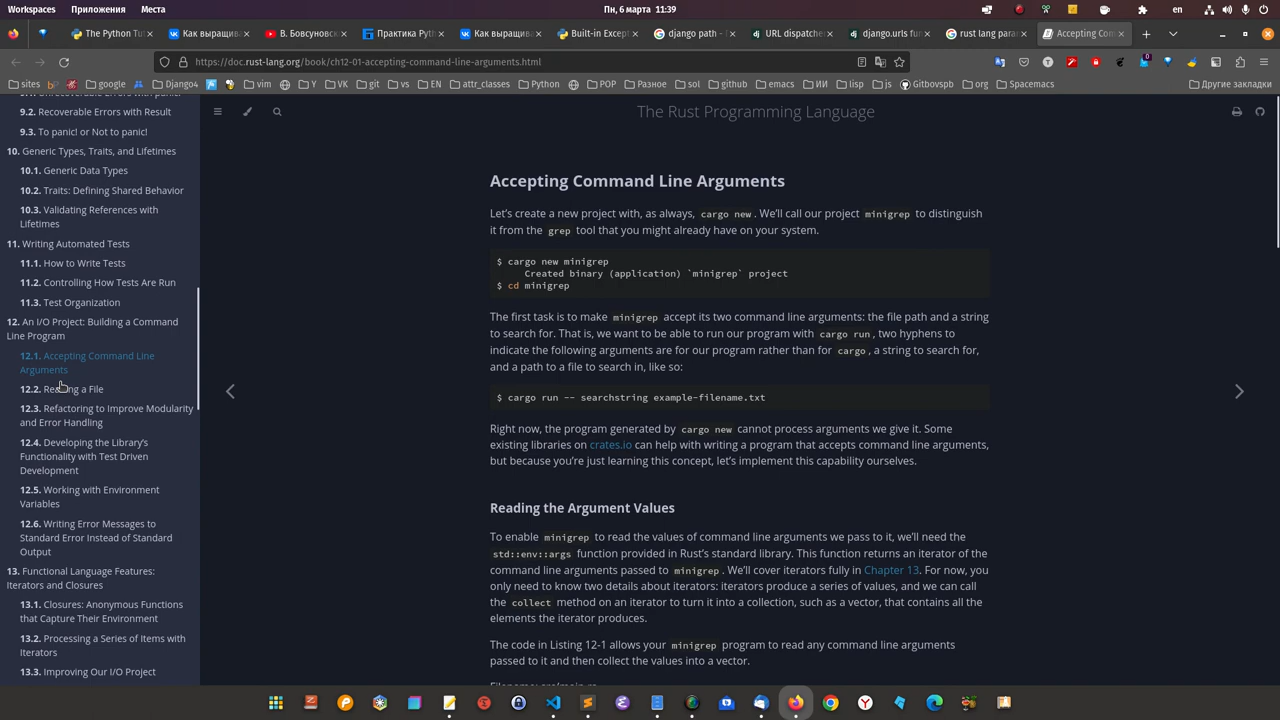 Workspaces Приложения Места
Пн, 6 марта 11:39
en
The Python Tut
Как выращива
В. Бовсуновск
Практика Pytho
Как выращива
Built-in Except
django path - П
URL dispatcher
django.urls fun
rust lang param
Accepting Com
https://doc.rust-lang.org/book/ch12-01-accepting-command-line-arguments.html
sites вт google Django4 vim Y VK git vs EN attr_classes Python POP Разное sol emacs ИИ lisp js Gitbovspb org Spacemacs Другие закладки
9.2. Recoverable Errors with Result
9.3. To panic! or Not to panic!
10. Generic Types, Traits, and Lifetimes
10.1. Generic Data Types
10.2. Traits: Defining Shared Behavior
10.3. Validating References with
Lifetimes
11. Writing Automated Tests
11.1. How to Write Tests
11.2. Controlling How Tests Are Run
11.3. Test Organization
12. An I/O Project: Building a Command
Line Program
12.1. Accepting Command Line
Arguments
12.2. Reading a File
12.3. Refactoring to Improve Modularity
and Error Handling
12.4. Developing the Library's
Functionality with Test Driven
Development
12.5. Working with Environment
Variables
12.6. Writing Error Messages to
Standard Error Instead of Standard
Output
13. Functional Language Features:
Iterators and Closures
13.1. Closures: Anonymous Functions
that Capture Their Environment
13.2. Processing a Series of Items with
Iterators
13.3. Improving Our I/O Project
The Rust Programming Language
Accepting Command Line Arguments
Let's create a new project with, as always, cargo new. We'll call our project minigrep to distinguish
it from the grep tool that you might already have on your system.
$ cargo new minigrep
Created binary (application) `minigrep` project
$ cd minigrep
The first task is to make minigrep accept its two command line arguments: the file path and a string
to search for. That is, we want to be able to run our program with cargo run, two hyphens to
indicate the following arguments are for our program rather than for cargo, a string to search for,
and a path to a file to search in, like so:
$ cargo run -- searchstring example-filename.txt
Right now, the program generated by cargo new cannot process arguments we give it. Some
existing libraries on crates.io can help with writing a program that accepts command line arguments,
but because you're just learning this concept, let's implement this capability ourselves.
Reading the Argument Values
To enable minigrep to read the values of command line arguments we pass to it, we'll need the
std::env::args function provided in Rust's standard library. This function returns an iterator of the
command line arguments passed to minigrep. We'll cover iterators fully in Chapter 13. For now, you
only need to know two details about iterators: iterators produce a series of values, and we can call
the collect method on an iterator to turn it into a collection, such as a vector, that contains all the
elements the iterator produces.
The code in Listing 12-1 allows your minigrep program to read any command line arguments
passed to it and then collect the values into a vector.